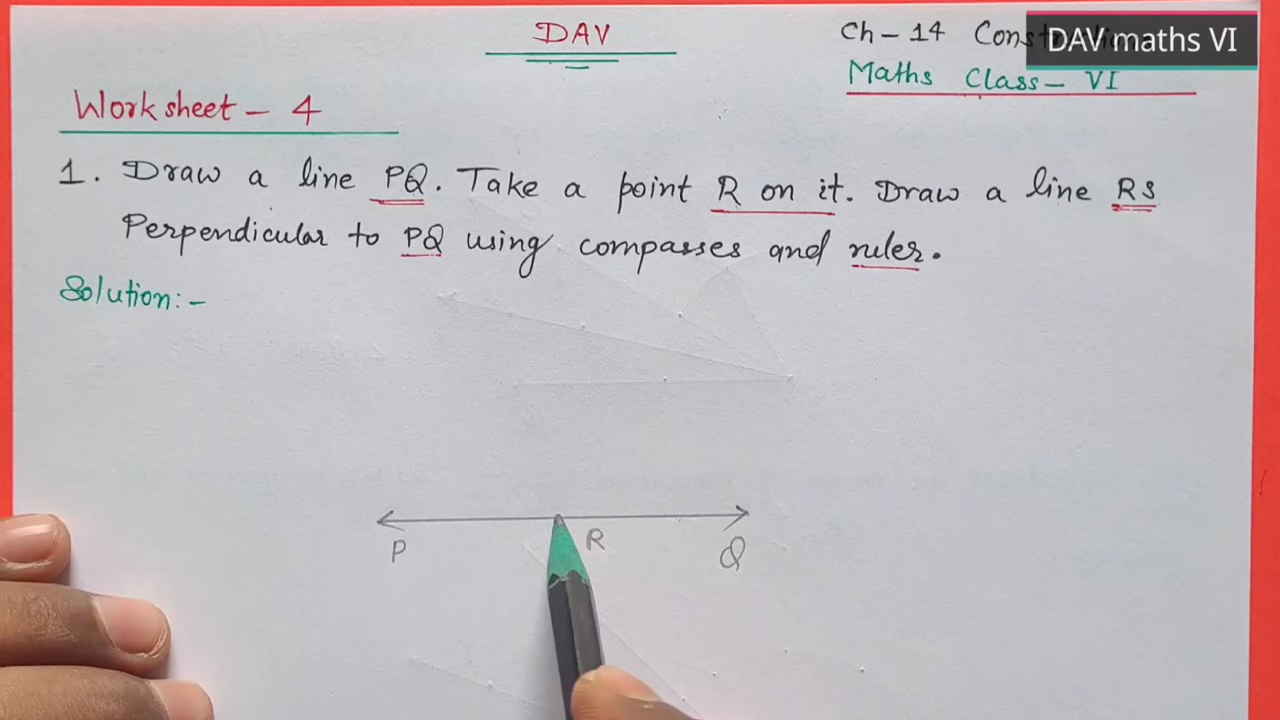 DAV
Ch - 14 Cons
DAV maths VI
Maths Class - VI
Worksheet - 4
1. Draw a line PQ. Take a point R on it. Draw a line RS
Perpendicular to PQ using compasses and ruler.
Solution:-
P R Q